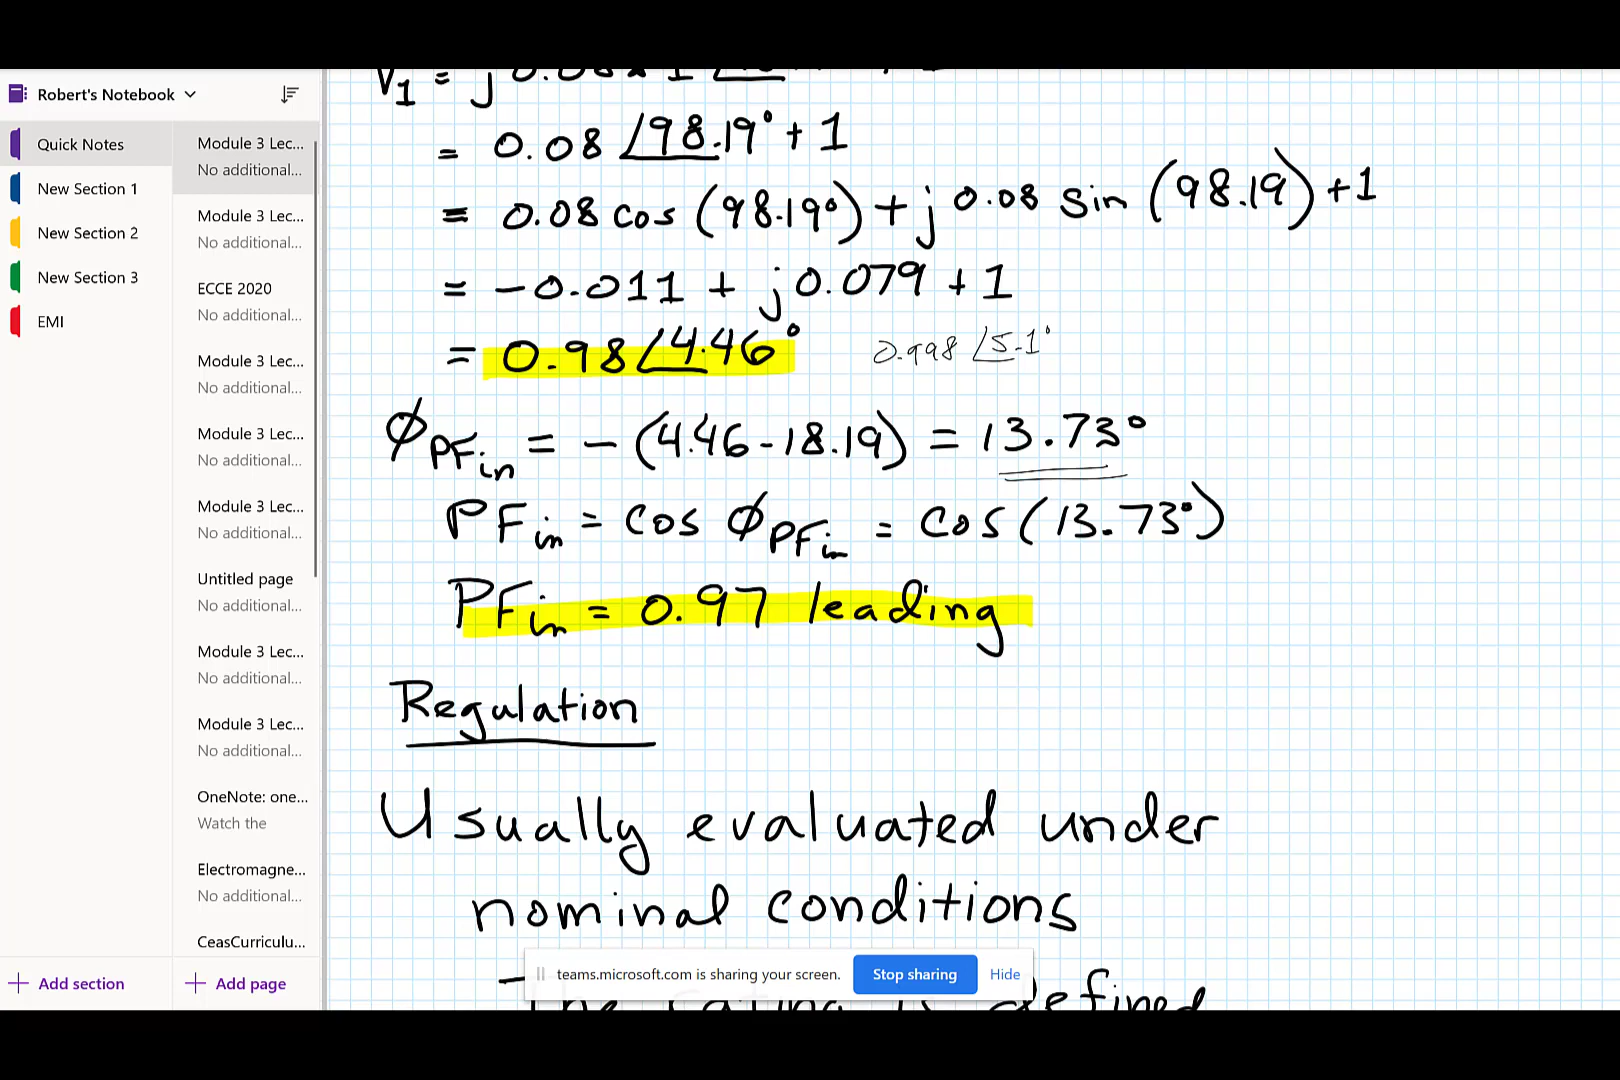 Robert's Notebook
Quick Notes
New Section 1
New Section 2
New Section 3
EMI
Add section
Module 3 Lec...
No additional...
Module 3 Lec...
No additional...
ECCE 2020
No additional...
Module 3 Lec...
No additional...
Module 3 Lec...
No additional...
Module 3 Lec...
No additional...
Untitled page
No additional...
Module 3 Lec...
No additional...
Module 3 Lec...
No additional...
OneNote: one...
Watch the
Electromagne...
No additional...
CeasCurriculu...
Add page
V1 = j
= 0.08 ∠98.19° + 1
= 0.08 cos (98.19°) + j 0.08 sin (98.19) + 1
= -0.011 + j0.079 + 1
= 0.98∠4.46° 0.998 ∠5.1°
ϕPFin = -(4.46-18.19) = 13.73°
PFin = cos ϕPFin = cos(13.73°)
PFin = 0.97 leading
Regulation
Usually evaluated under
nominal conditions
- The rating is defined
teams.microsoft.com is sharing your screen.
Stop sharing
Hide